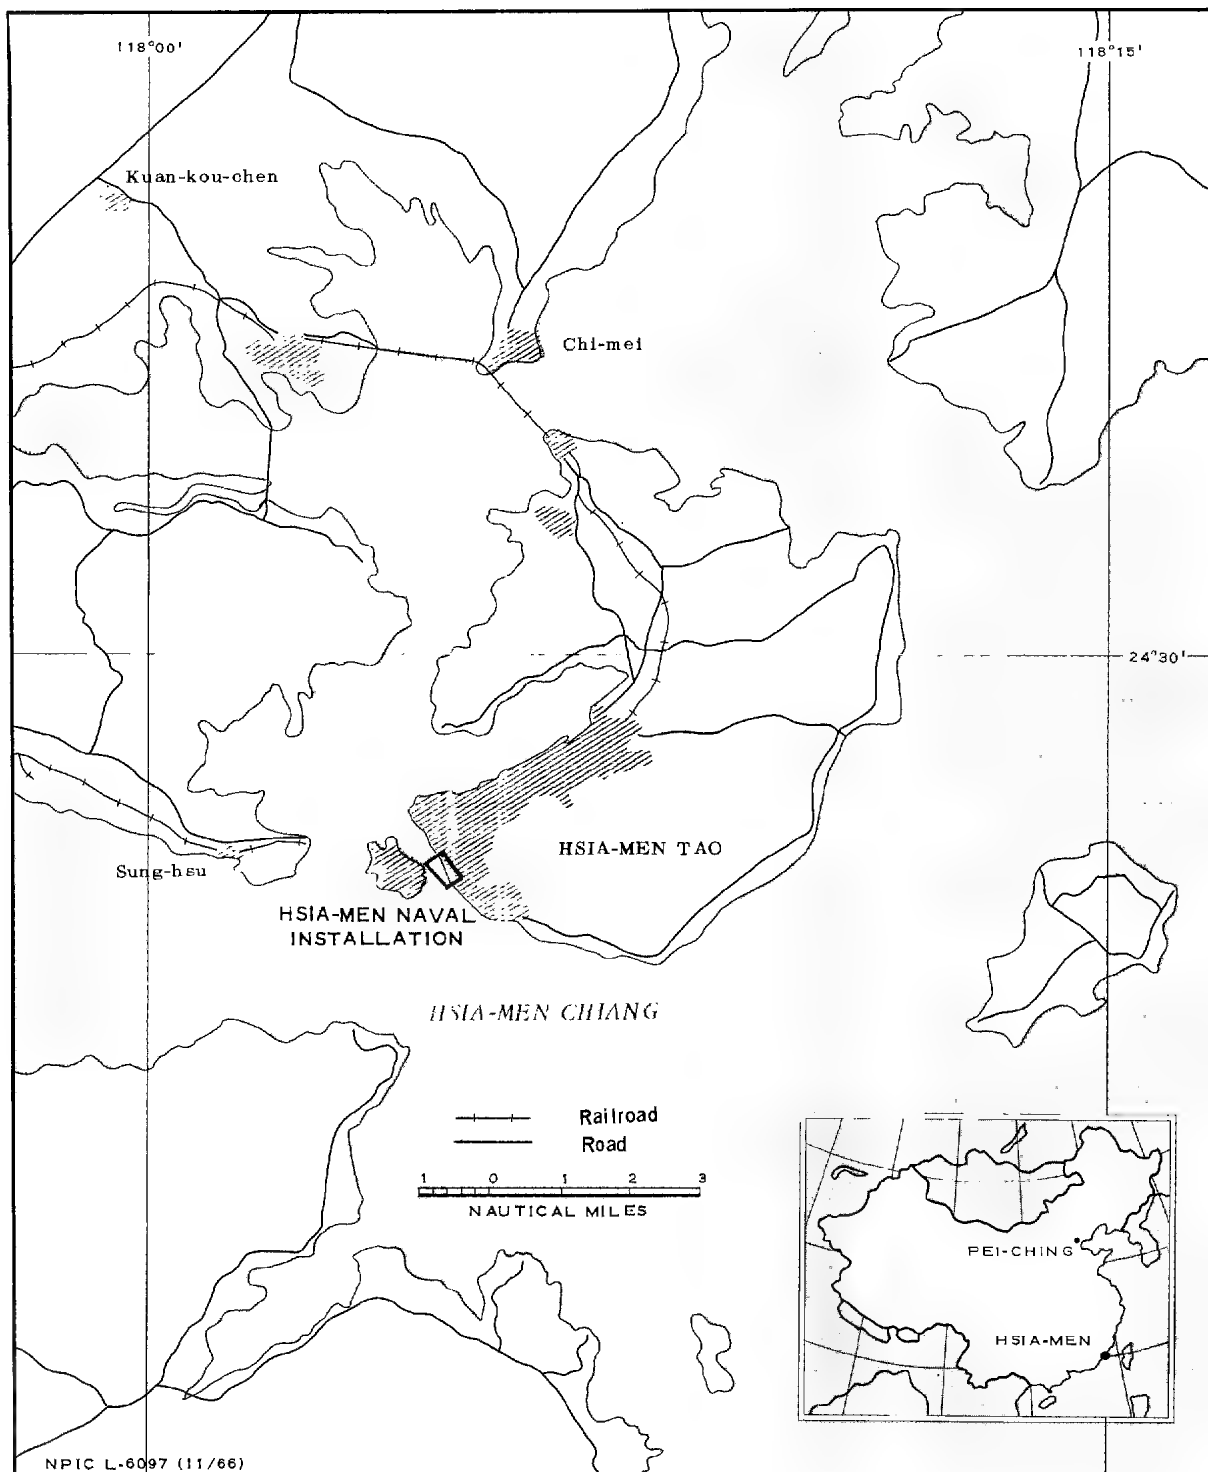 118°00'
118°15'
Kuan-kou-chen
Chi-mei
24°30'
HSIA-MEN TAO
Sung-hsu
HSIA-MEN NAVAL
INSTALLATION
HSIA-MEN CHIANG
Railroad
Road
1 0 1 2 3
NAUTICAL MILES
PEI-CHING
HSIA-MEN
NPIC L-6097 (11/66)